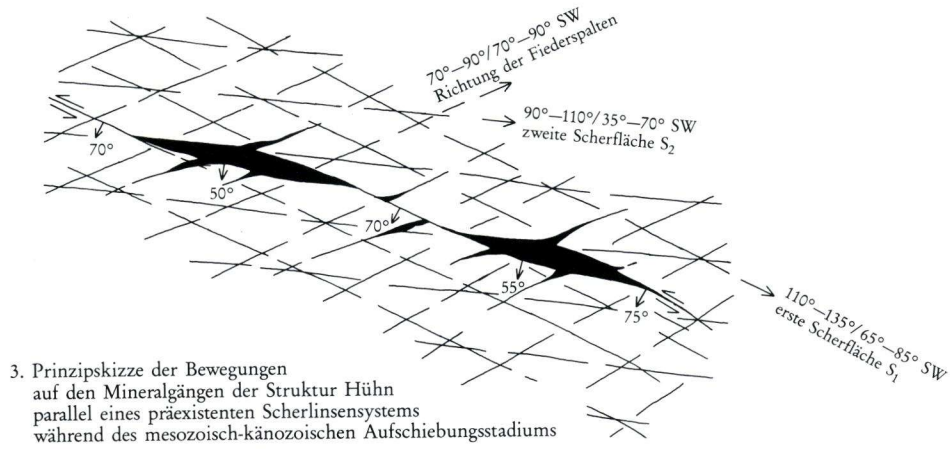 70°–90°/70°–90° SW
Richtung der Fiederspalten
90°–110°/35°–70° SW
zweite Scherfläche S₂
70°
50°
70°
55°
75°
110°–135°/65°–85° SW
erste Scherfläche S₁
3. Prinzipskizze der Bewegungen
auf den Mineralgängen der Struktur Hühn
parallel eines präexistenten Scherlinsensystems
während des mesozoisch-känozoischen Aufschiebungsstadiums